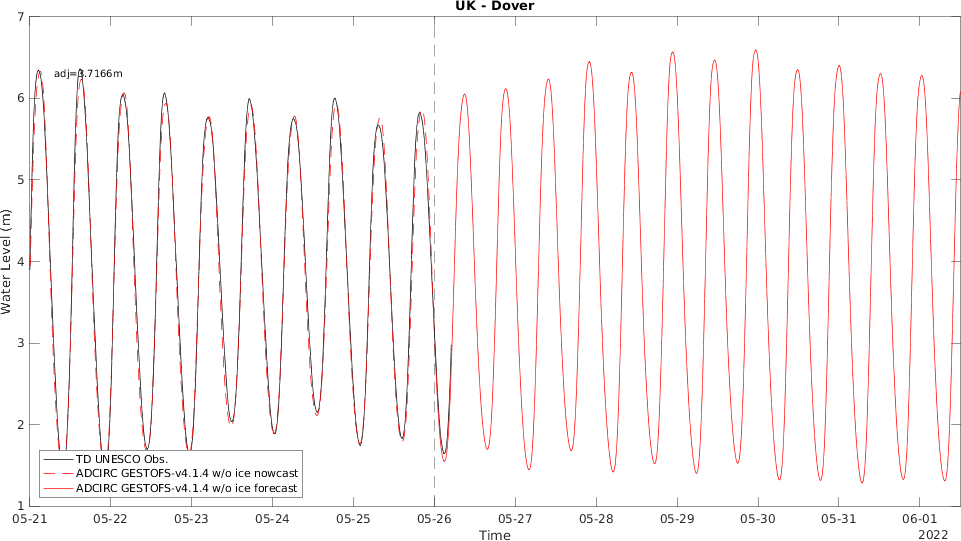 UK - Dover
adj=3.7166m
7
6
5
4
3
2
1
Water Level (m)
TD UNESCO Obs.
ADCIRC GESTOFS-v4.1.4 w/o ice nowcast
ADCIRC GESTOFS-v4.1.4 w/o ice forecast
05-21 05-22 05-23 05-24 05-25 05-26 05-27 05-28 05-29 05-30 05-31 06-01
Time
2022